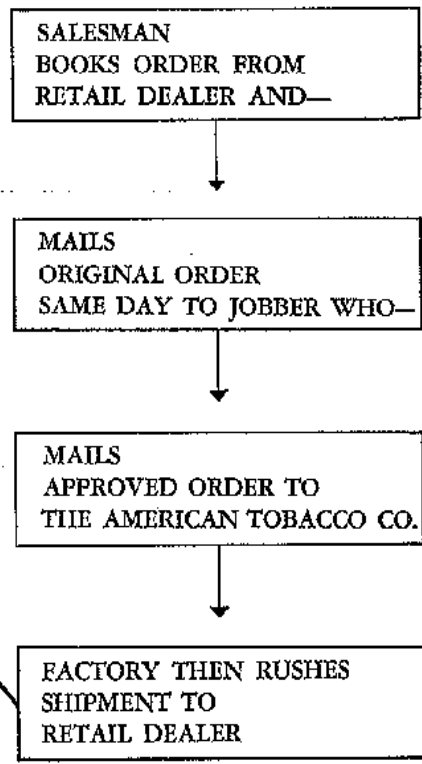 SALESMAN
BOOKS ORDER FROM
RETAIL DEALER AND—
MAILS
ORIGINAL ORDER
SAME DAY TO JOBBER WHO—
MAILS
APPROVED ORDER TO
THE AMERICAN TOBACCO CO.
FACTORY THEN RUSHES
SHIPMENT TO
RETAIL DEALER